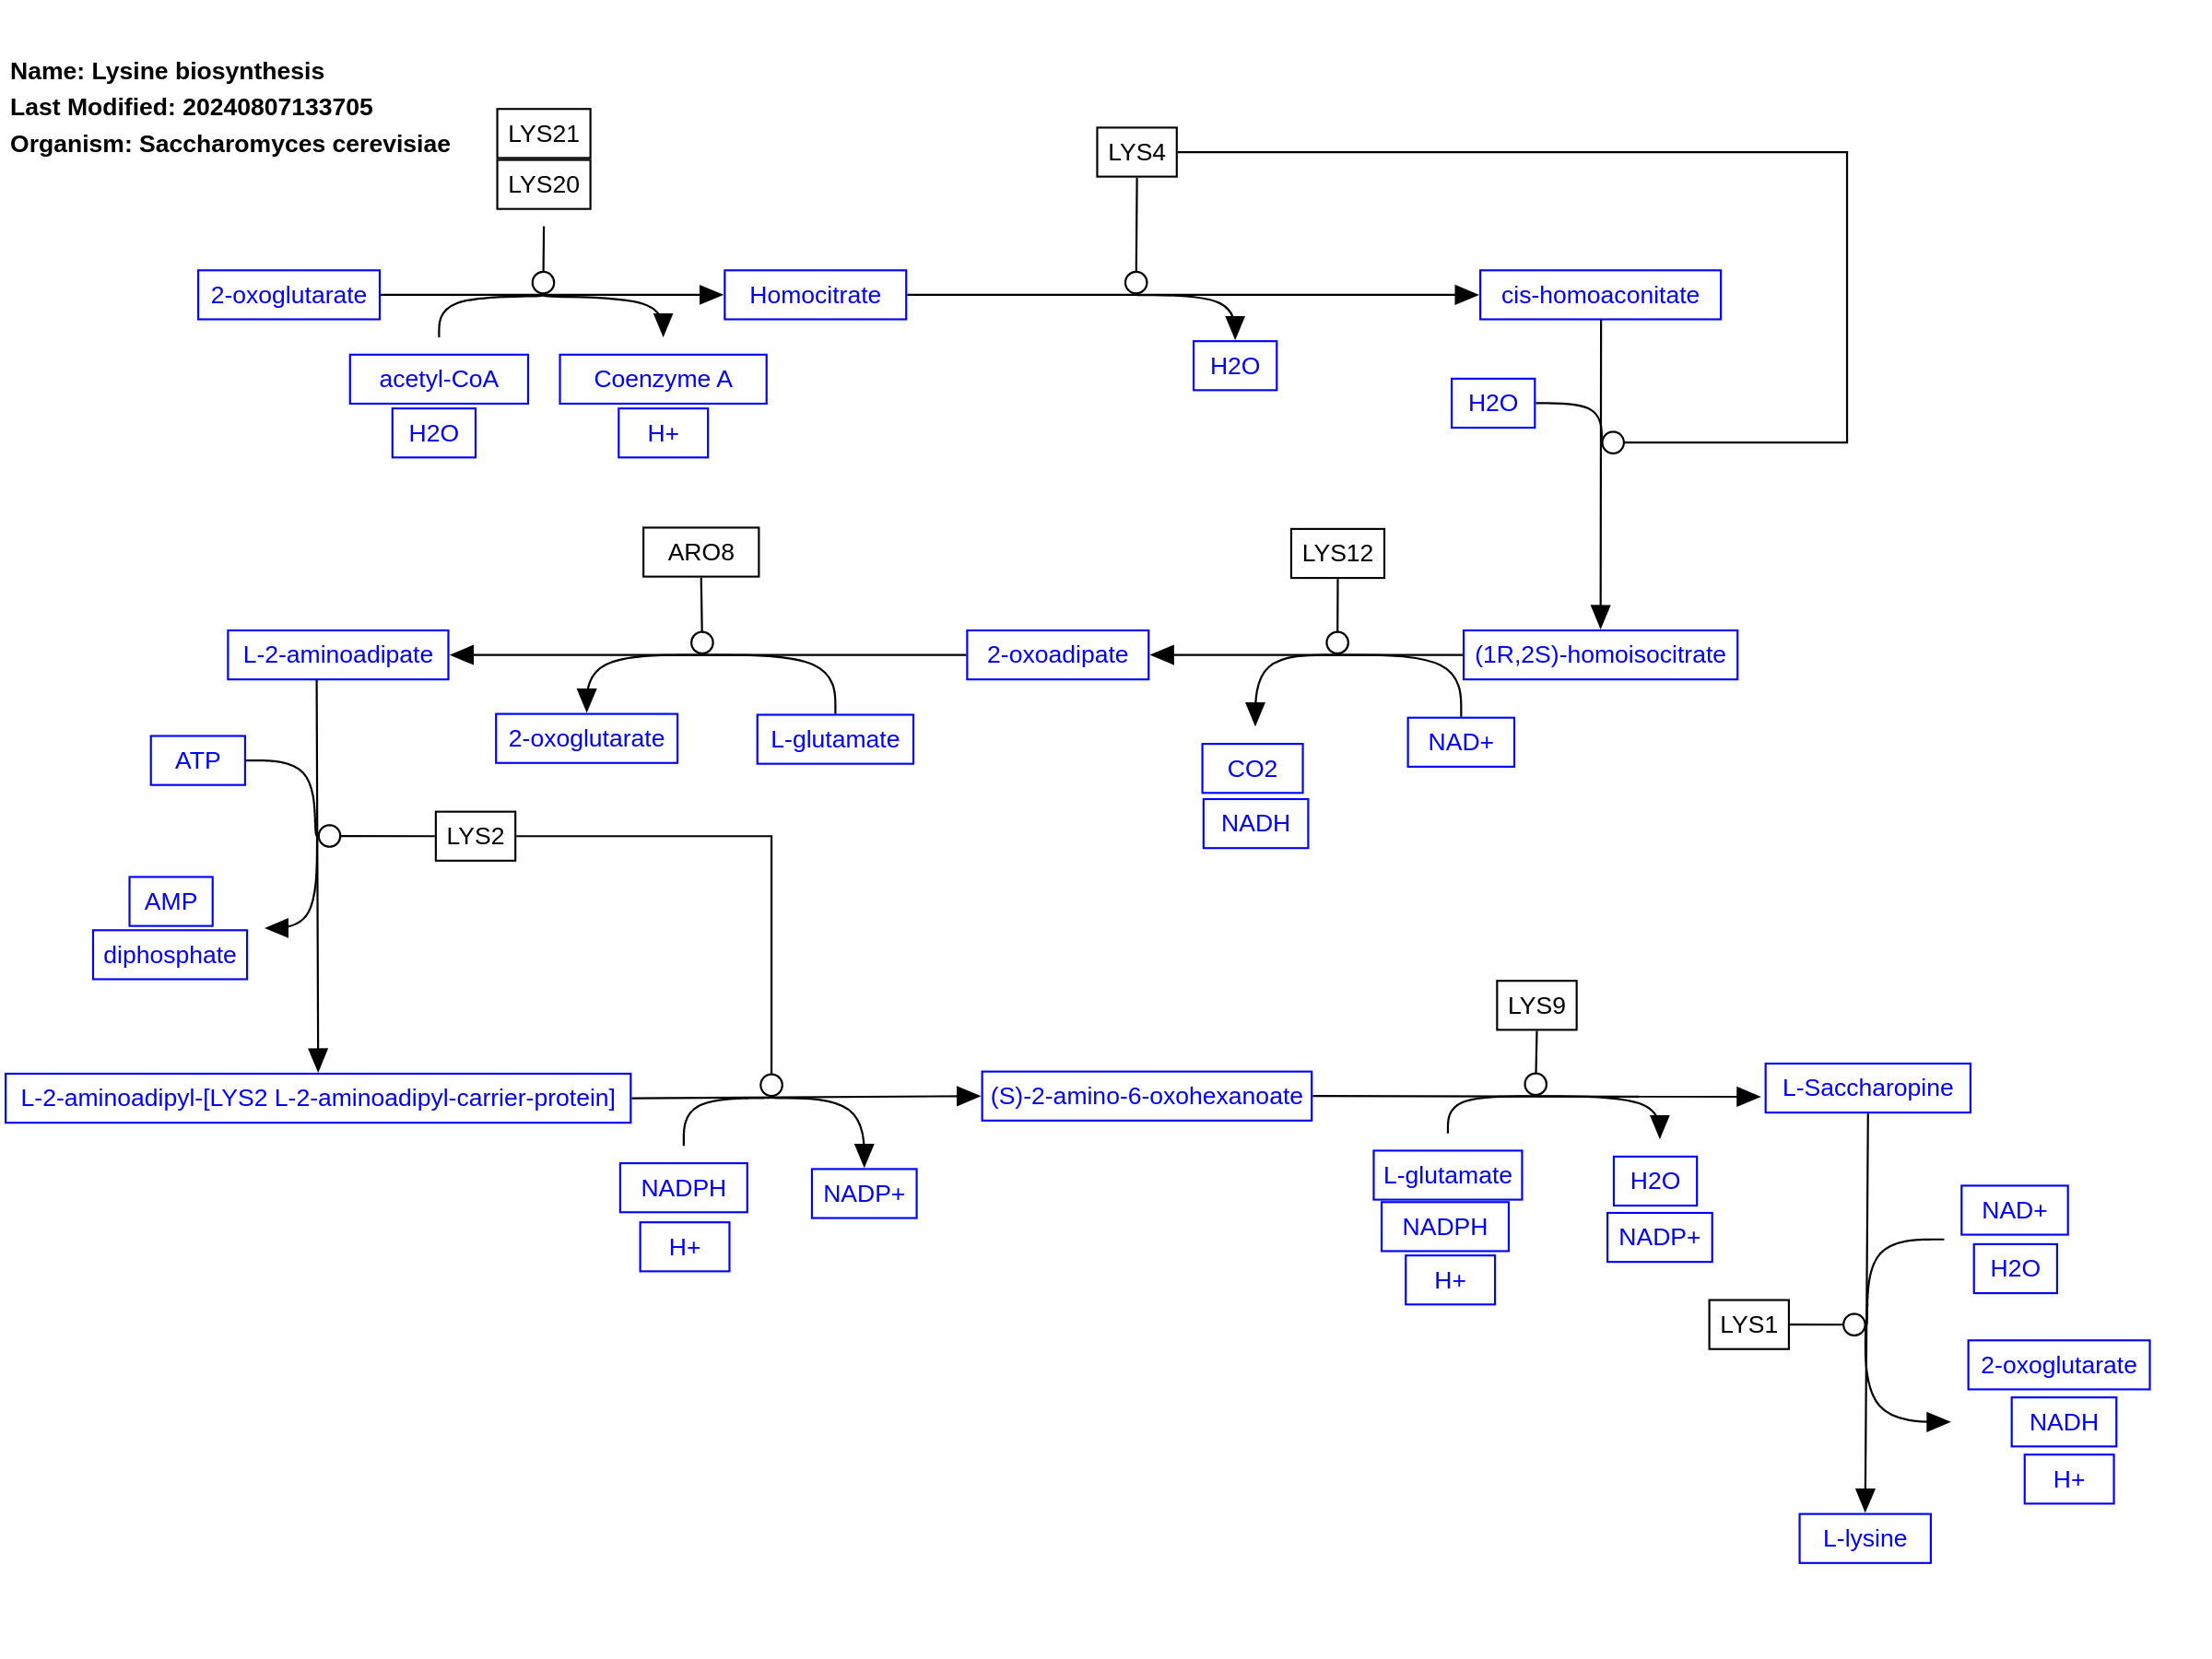 Name: Lysine biosynthesis
Last Modified: 20240807133705
Organism: Saccharomyces cerevisiae
LYS21
LYS20
LYS4
2-oxoglutarate
Homocitrate
cis-homoaconitate
acetyl-CoA
Coenzyme A
H2O
H2O
H2O
H+
ARO8
LYS12
L-2-aminoadipate
2-oxoadipate
(1R,2S)-homoisocitrate
2-oxoglutarate
L-glutamate
NAD+
ATP
CO2
NADH
LYS2
AMP
diphosphate
LYS9
L-2-aminoadipyl-[LYS2 L-2-aminoadipyl-carrier-protein]
(S)-2-amino-6-oxohexanoate
L-Saccharopine
NADPH
NADP+
H+
L-glutamate
NADPH
H+
H2O
NADP+
NAD+
H2O
LYS1
2-oxoglutarate
NADH
H+
L-lysine